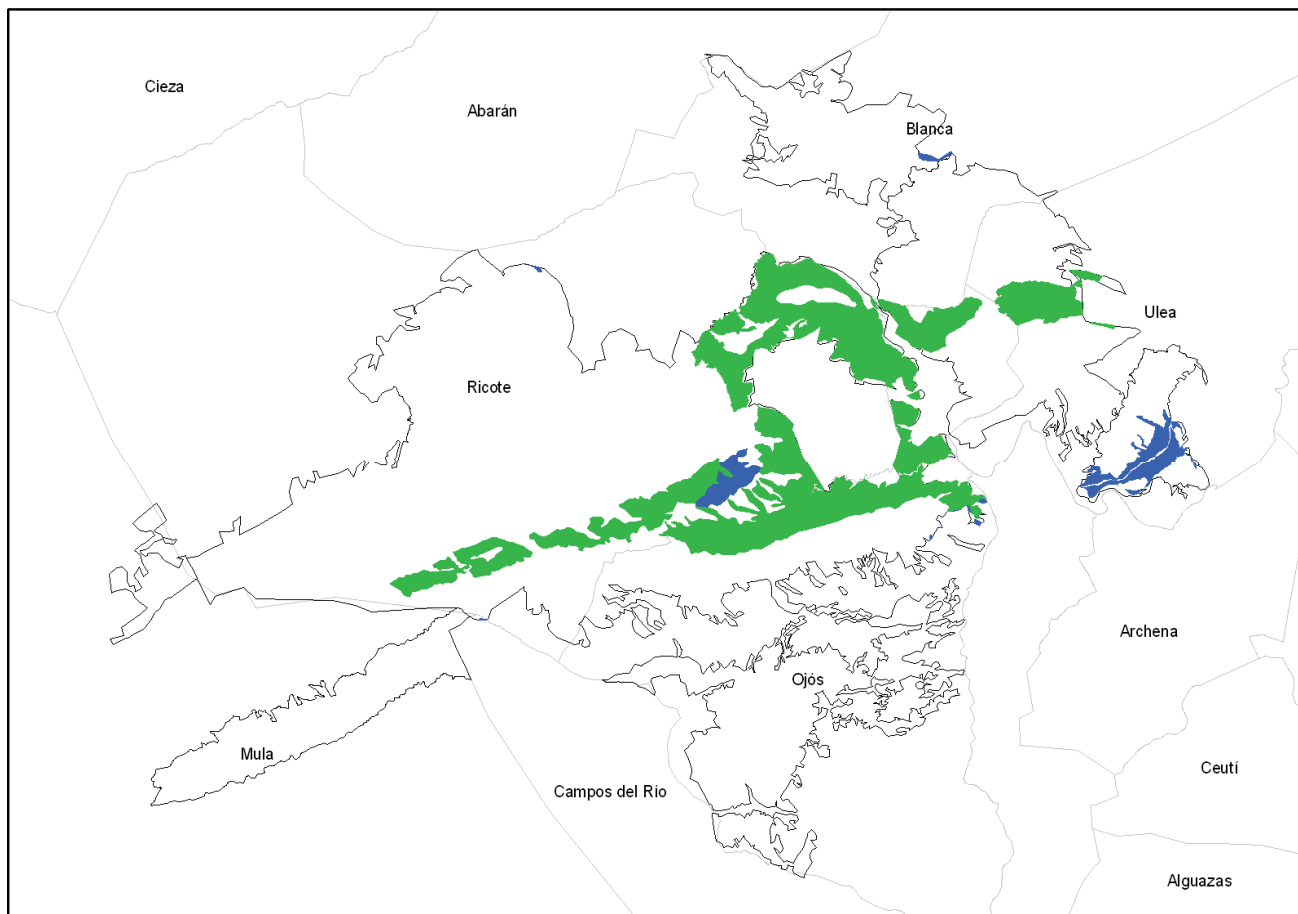 Cieza
Abarán
Blanca
Ulea
Ricote
Archena
Ojós
Mula
Ceutí
Campos del Río
Alguazas